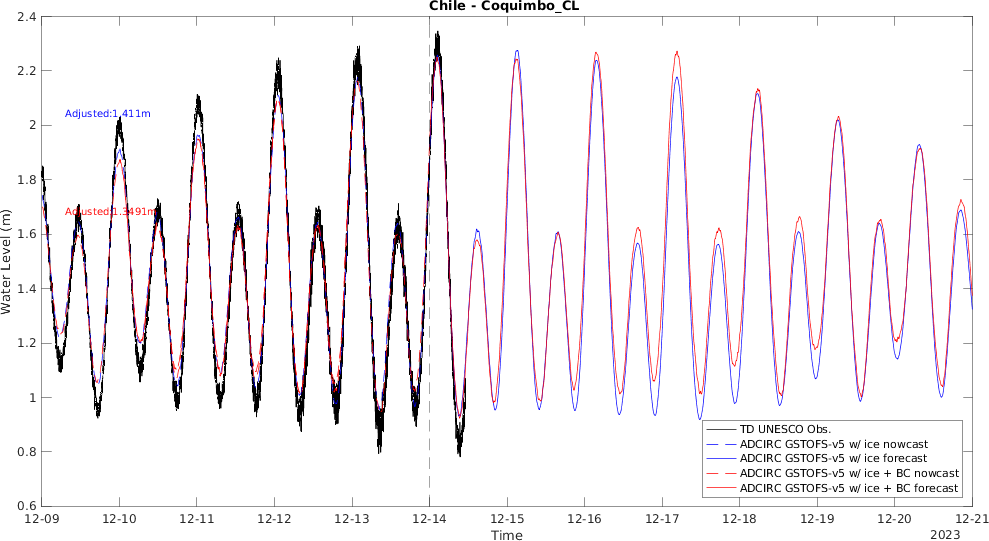 Chile - Coquimbo_CL
2.4
2.2
2
1.8
1.6
1.4
1.2
1
0.8
0.6
Water Level (m)
Adjusted:1.411m
Adjusted:1.3491m
TD UNESCO Obs.
ADCIRC GSTOFS-v5 w/ ice nowcast
ADCIRC GSTOFS-v5 w/ ice forecast
ADCIRC GSTOFS-v5 w/ ice + BC nowcast
ADCIRC GSTOFS-v5 w/ ice + BC forecast
12-09 12-10 12-11 12-12 12-13 12-14 12-15 12-16 12-17 12-18 12-19 12-20 12-21
Time
2023